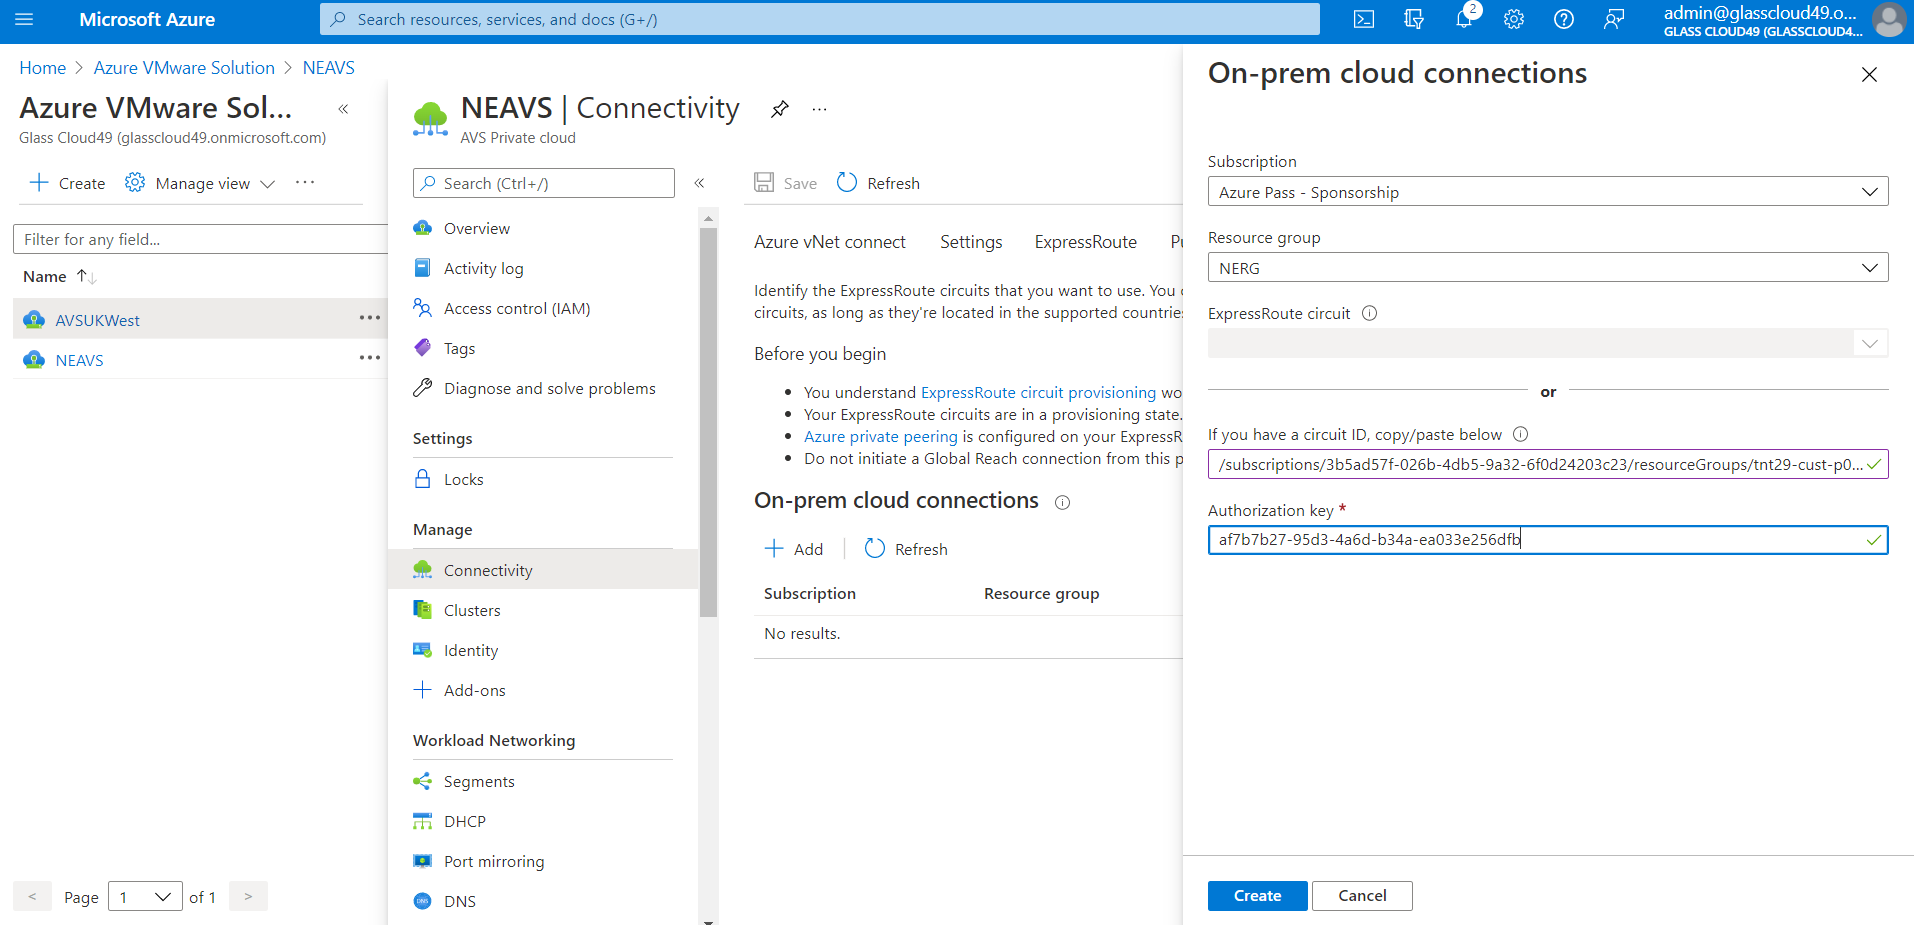 Microsoft Azure
Search resources, services, and docs (G+/)
2
admin@glasscloud49.o...
GLASS CLOUD49 (GLASSCLOUD4...
Home > Azure VMware Solution > NEAVS
Azure VMware Sol... «
Glass Cloud49 (glasscloud49.onmicrosoft.com)
+ Create Manage view ...
Filter for any field...
Name ↑↓
AVSUKWest ...
NEAVS ...
< Page 1 of 1 >
NEAVS | Connectivity ...
AVS Private cloud
Search (Ctrl+/) «
Overview
Activity log
Access control (IAM)
Tags
Diagnose and solve problems
Settings
Locks
Manage
Connectivity
Clusters
Identity
Add-ons
Workload Networking
Segments
DHCP
Port mirroring
DNS
Save Refresh
Azure vNet connect Settings ExpressRoute
Identify the ExpressRoute circuits that you want to use. You
circuits, as long as they're located in the supported countries
Before you begin
• You understand ExpressRoute circuit provisioning wo
• Your ExpressRoute circuits are in a provisioning state.
• Azure private peering is configured on your ExpressR
• Do not initiate a Global Reach connection from this p
On-prem cloud connections
+ Add Refresh
Subscription Resource group
No results.
On-prem cloud connections
Subscription
Azure Pass - Sponsorship
Resource group
NERG
ExpressRoute circuit
or
If you have a circuit ID, copy/paste below
/subscriptions/3b5ad57f-026b-4db5-9a32-6f0d24203c23/resourceGroups/tnt29-cust-p0...
Authorization key *
af7b7b27-95d3-4a6d-b34a-ea033e256dfb
Create Cancel